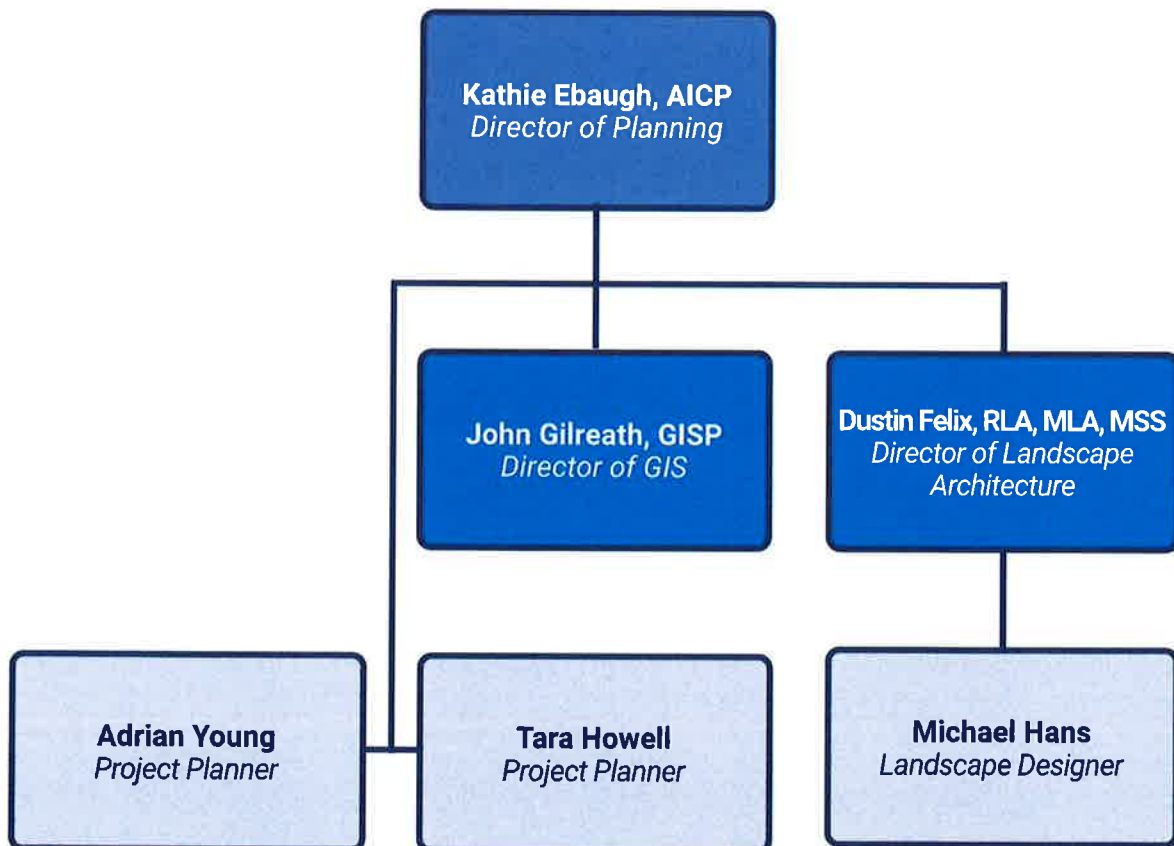 Kathie Ebaugh, AICP
Director of Planning
John Gilreath, GISP
Director of GIS
Dustin Felix, RLA, MLA, MSS
Director of Landscape
Architecture
Adrian Young
Project Planner
Tara Howell
Project Planner
Michael Hans
Landscape Designer